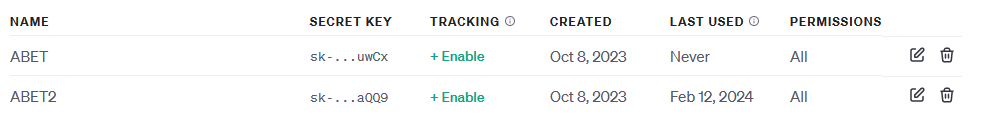 NAME SECRET KEY TRACKING CREATED LAST USED PERMISSIONS
ABET sk-...uwCx + Enable Oct 8, 2023 Never All
ABET2 sk-...aQQ9 + Enable Oct 8, 2023 Feb 12, 2024 All